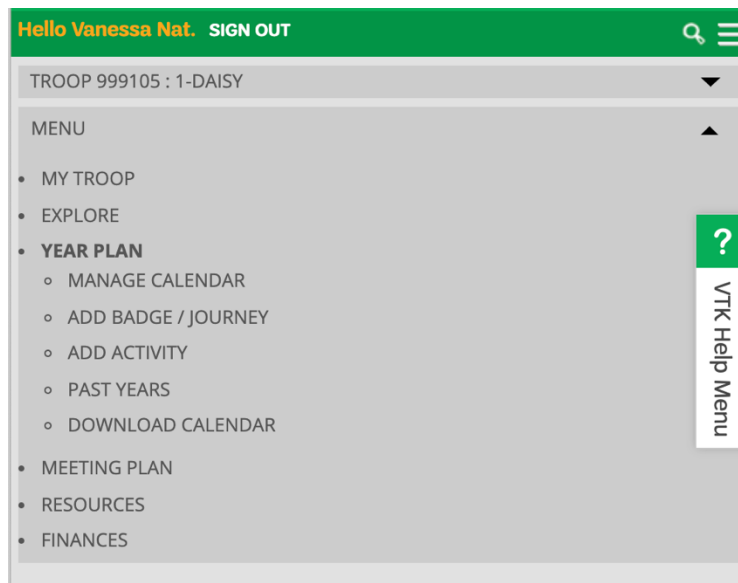 Hello Vanessa Nat. SIGN OUT
TROOP 999105 : 1-DAISY
MENU
MY TROOP
EXPLORE
YEAR PLAN
MANAGE CALENDAR
ADD BADGE / JOURNEY
ADD ACTIVITY
PAST YEARS
DOWNLOAD CALENDAR
MEETING PLAN
RESOURCES
FINANCES
?
VTK Help Menu